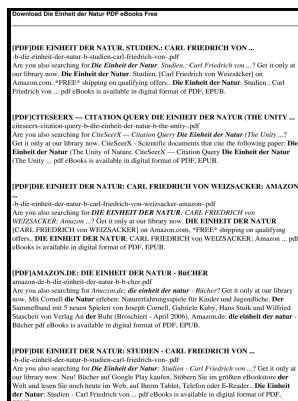 Download Die Einheit der Natur PDF eBooks Free
[PDF]DIE EINHEIT DER NATUR. STUDIEN.: CARL FRIEDRICH VON ...
-b-die-einheit-der-natur-b-studien-carl-friedrich-von-.pdf
Are you also searching for Die Einheit der Natur. Studien.: Carl Friedrich von ...? Get it only at
our library now. Die Einheit der Natur. Studien. [Carl Friedrich von Weizsäcker] on
Amazon.com. *FREE* shipping on qualifying offers.. Die Einheit der Natur. Studien.: Carl
Friedrich von ... pdf eBooks is available in digital format of PDF, EPUB.
[PDF]CITESEERX — CITATION QUERY DIE EINHEIT DER NATUR (THE UNITY ...
citeseerx-citation-query-b-die-einheit-der-natur-b-the-unity-.pdf
Are you also searching for CiteSeerX — Citation Query Die Einheit der Natur (The Unity ...?
Get it only at our library now. CiteSeerX - Scientific documents that cite the following paper: Die
Einheit der Natur (The Unity of Nature. CiteSeerX — Citation Query Die Einheit der Natur
(The Unity ... pdf eBooks is available in digital format of PDF, EPUB.
[PDF]DIE EINHEIT DER NATUR: CARL FRIEDRICH VON WEIZSACKER: AMAZON
...
-b-die-einheit-der-natur-b-carl-friedrich-von-weizsacker-amazon-.pdf
Are you also searching for DIE EINHEIT DER NATUR: CARL FRIEDRICH von
WEIZSACKER: Amazon ...? Get it only at our library now. DIE EINHEIT DER NATUR
[CARL FRIEDRICH von WEIZSACKER] on Amazon.com. *FREE* shipping on qualifying
offers.. DIE EINHEIT DER NATUR: CARL FRIEDRICH von WEIZSACKER: Amazon ... pdf
eBooks is available in digital format of PDF, EPUB.
[PDF]AMAZON.DE: DIE EINHEIT DER NATUR - BüCHER
amazon-de-b-die-einheit-der-natur-b-b-cher.pdf
Are you also searching for Amazon.de: die einheit der natur - Bücher? Get it only at our library
now. Mit Cornell die Natur erleben: Naturerfahrungsspiele für Kinder und Jugendliche. Der
Sammelband mit 5 neuen Spielen von Joseph Cornell, Gabriele Kuby, Hans Stuik und Wilfried
Stascheit von Verlag An der Ruhr (Broschiert - April 2006). Amazon.de: die einheit der natur -
Bücher pdf eBooks is available in digital format of PDF, EPUB.
[PDF]DIE EINHEIT DER NATUR: STUDIEN - CARL FRIEDRICH VON ...
-b-die-einheit-der-natur-b-studien-carl-friedrich-von-.pdf
Are you also searching for Die Einheit der Natur: Studien - Carl Friedrich von ...? Get it only at
our library now. Neu! Bücher auf Google Play kaufen. Stöbern Sie im größten eBookstore der
Welt und lesen Sie noch heute im Web, auf Ihrem Tablet, Telefon oder E-Reader.. Die Einheit
der Natur: Studien - Carl Friedrich von ... pdf eBooks is available in digital format of PDF,
EPUB.